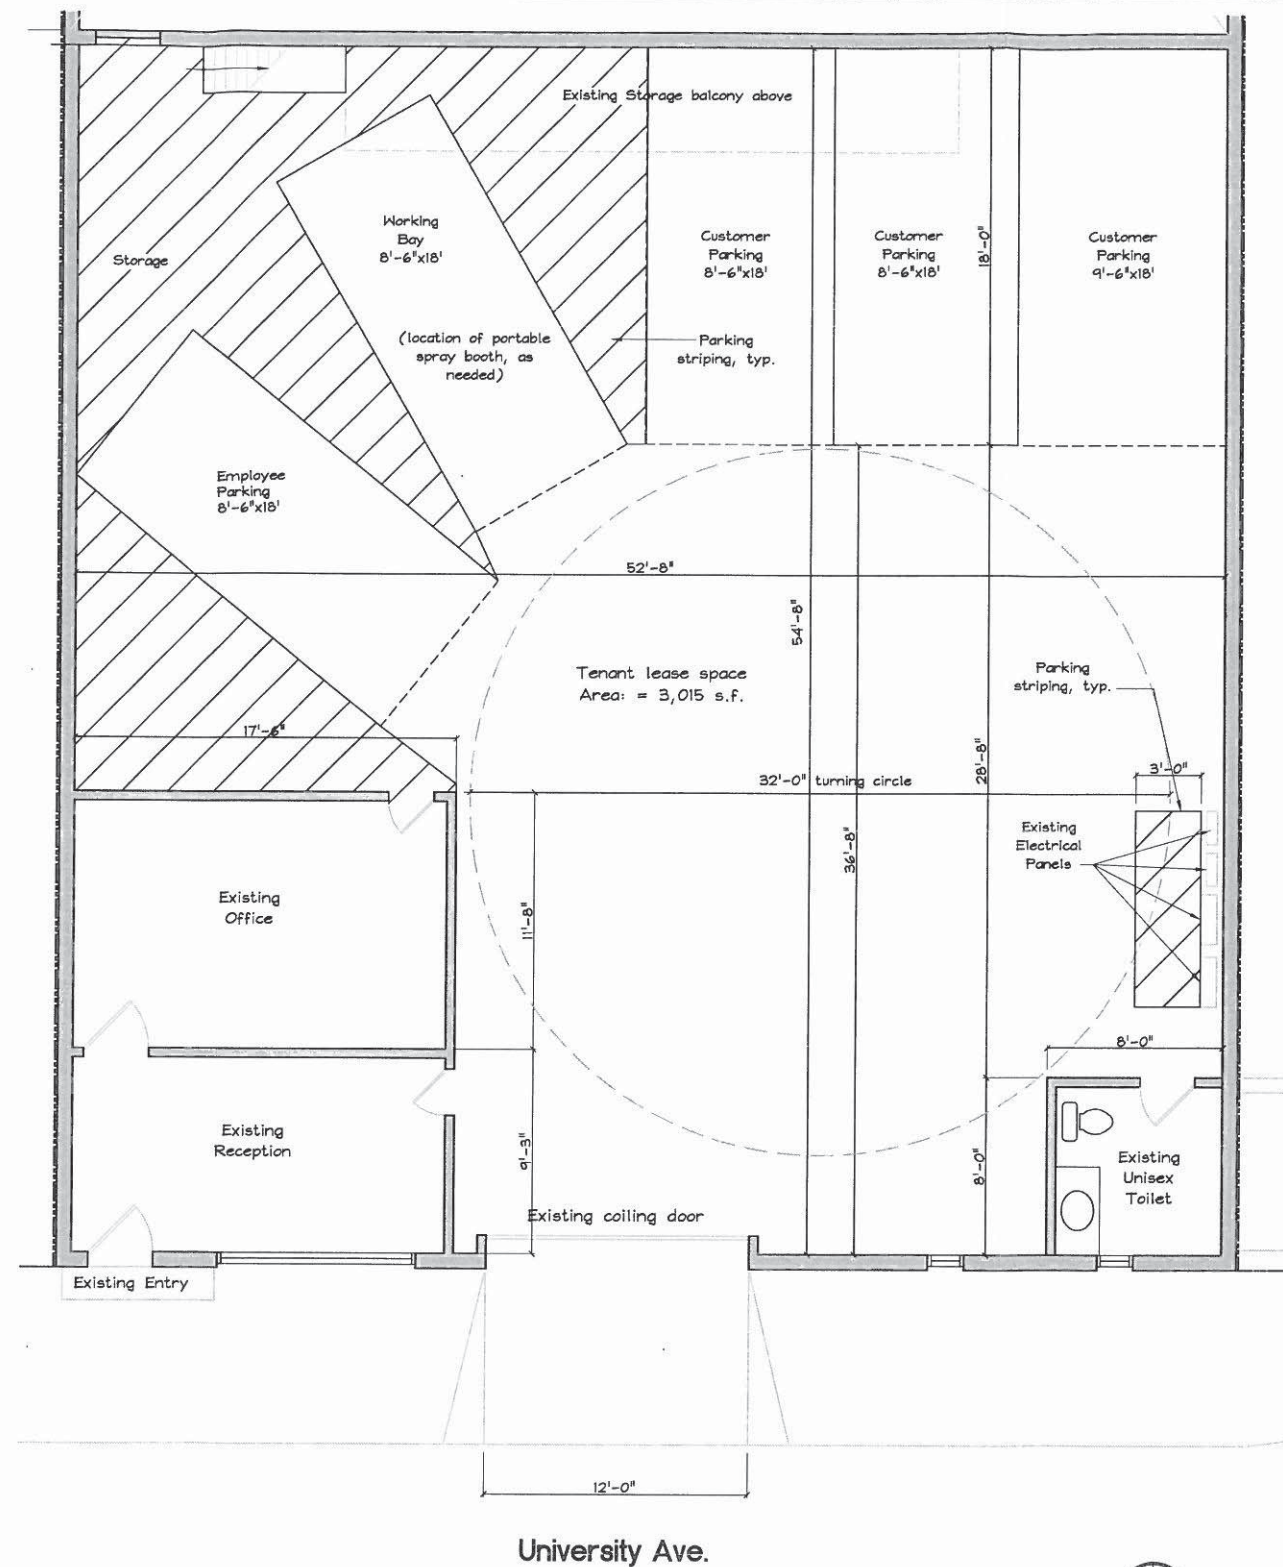 Existing Storage balcony above
Working
Bay
8'-6"x18'
Customer
Parking
8'-6"x18'
Customer
Parking
8'-6"x18'
18'-0"
Customer
Parking
9'-6"x18'
Storage
(location of portable
spray booth, as
needed)
Parking
striping, typ.
Employee
Parking
8'-6"x18'
52'-8"
54'-8"
Tenant lease space
Area: = 3,015 s.f.
Parking
striping, typ.
17'-6"
32'-0" turning circle
28'-8"
3'-0"
36'-8"
Existing
Electrical
Panels
Existing
Office
11'-8"
8'-0"
Existing
Reception
9'-3"
8'-0"
Existing
Unisex
Toilet
Existing coiling door
Existing Entry
12'-0"
University Ave.